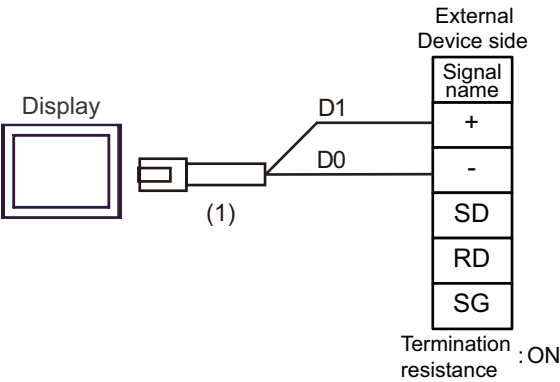 External
Device side
Signal
name
Display
D1
+
D0
-
(1)
SD
RD
SG
Termination
resistance : ON